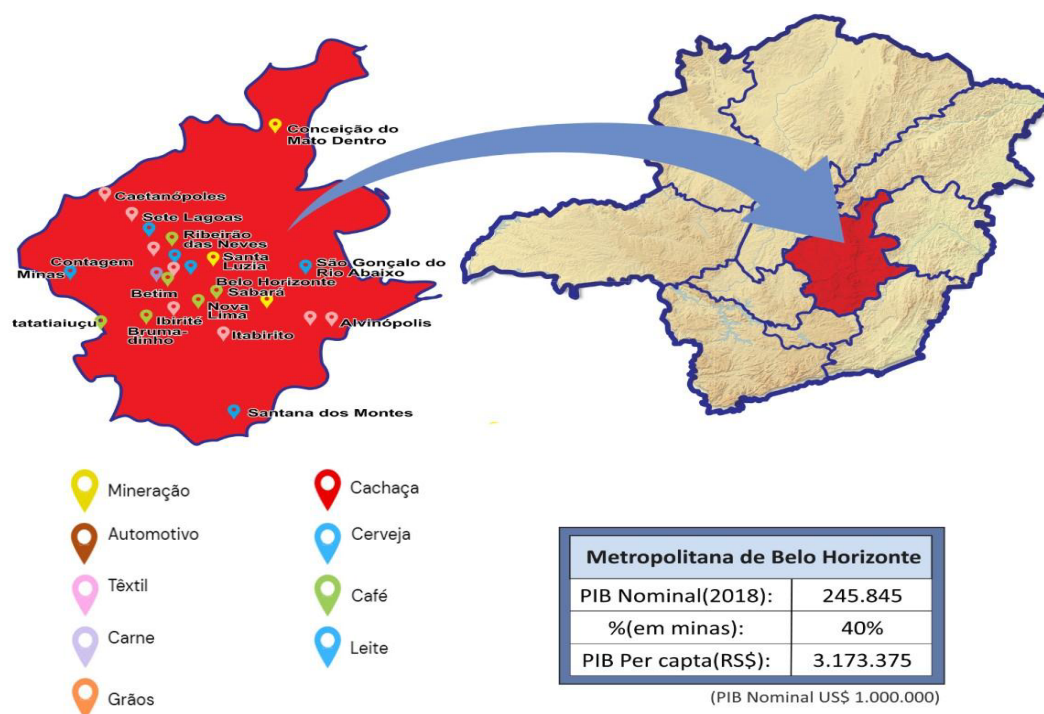 Conceição do
Mato Dentro
Caetanópoles
Sete Lagoas
Ribeirão
das Neves
Contagem
Santa
Luzia
São Gonçalo do
Rio Abaixo
Minas
Belo Horizonte
Betim
Sabará
Nova
Lima
tatatiaiuçu
Ibiritê
Bruma-
dinho
Itabirito
Alvinópolis
Santana dos Montes
Mineração
Automotivo
Têxtil
Carne
Grãos
Cachaça
Cerveja
Café
Leite
Metropolitana de Belo Horizonte
PIB Nominal(2018): 245.845
%(em minas): 40%
PIB Per capta(RS$): 3.173.375
(PIB Nominal US$ 1.000.000)